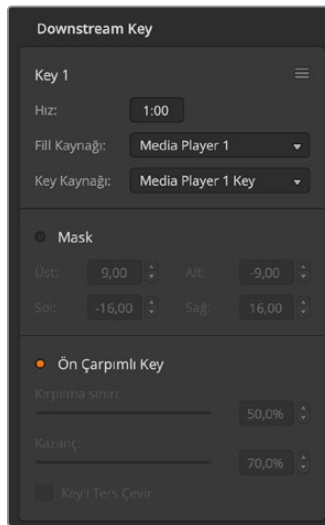 Downstream Key
Key 1
Hız: 1:00
Fill Kaynağı: Media Player 1
Key Kaynağı: Media Player 1 Key
Mask
Üst: 9,00 Alt: -9,00
Sol: -16,00 Sağ: 16,00
Ön Çarpımlı Key
Kırpılma sınırı:
50,0%
Kazanç:
70,0%
Key'i Ters Çevir